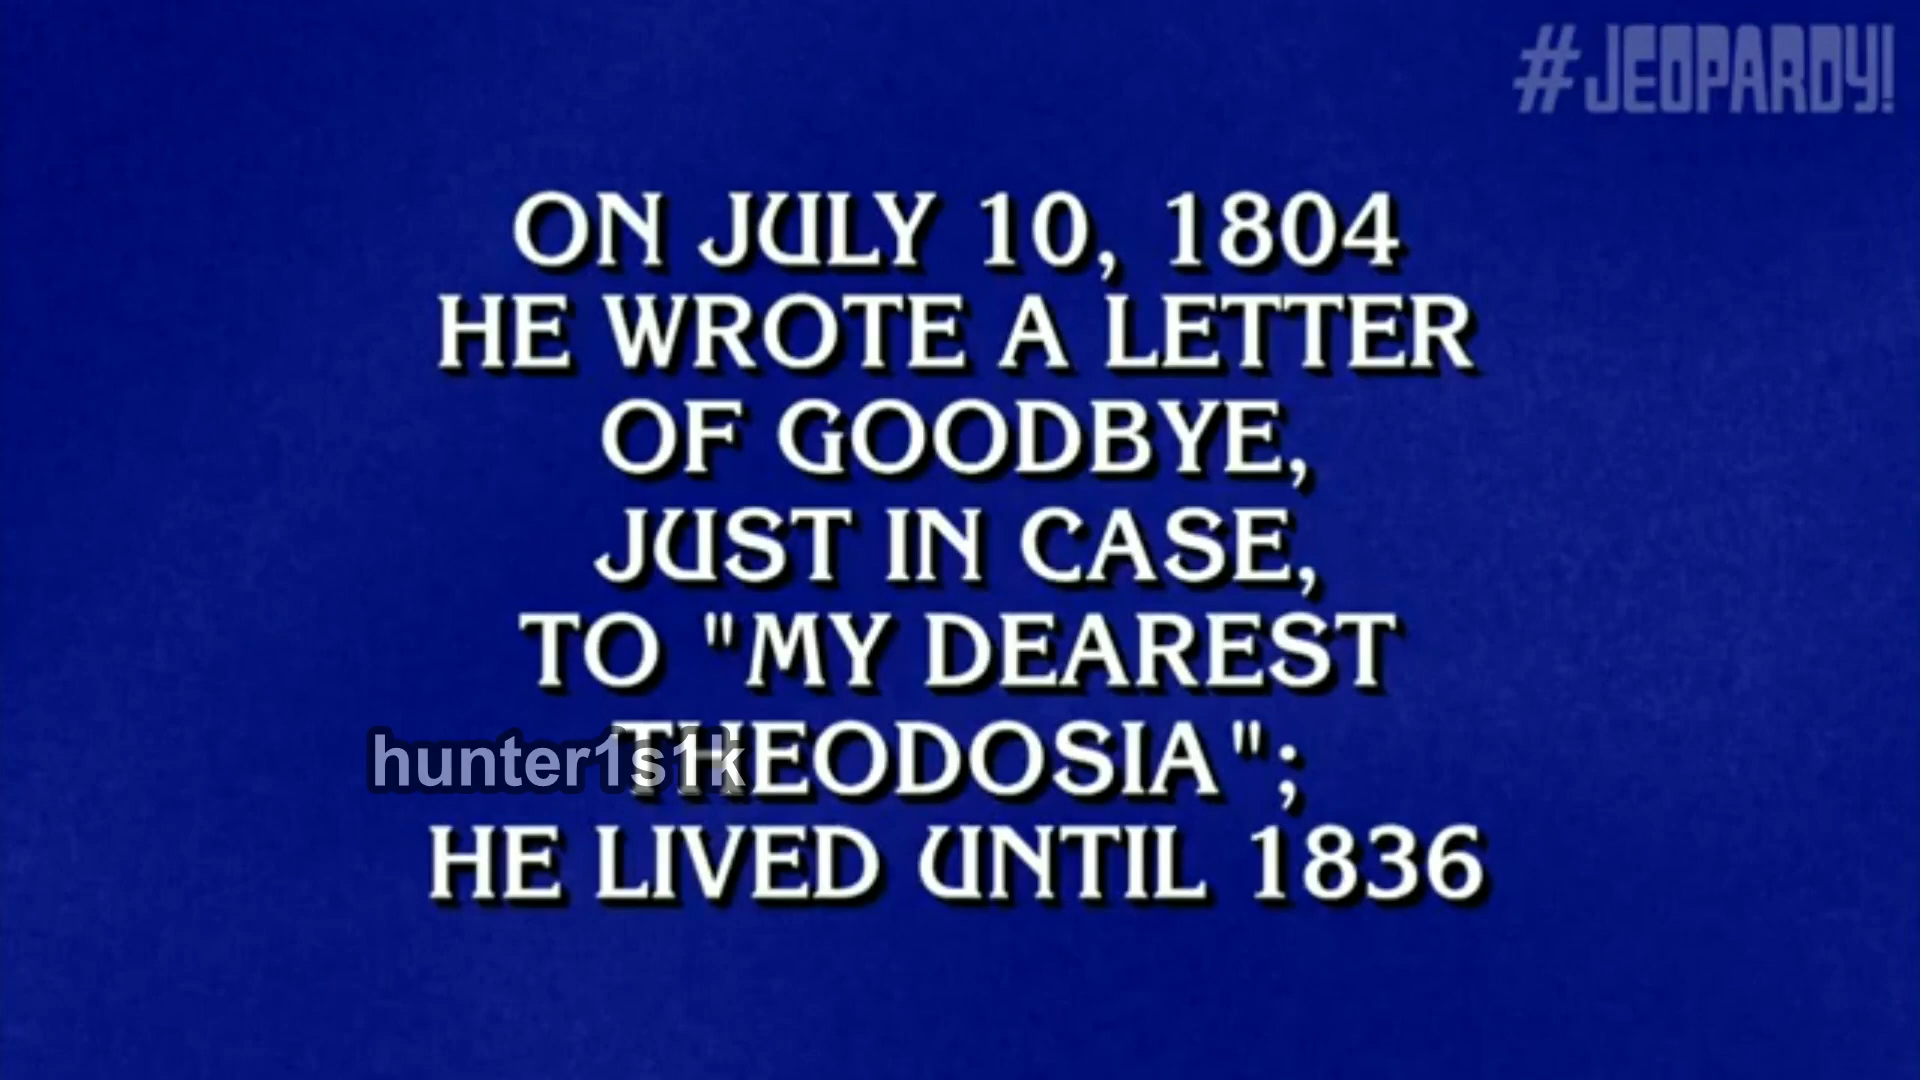 #JEOPARDY!
ON JULY 10, 1804
HE WROTE A LETTER
OF GOODBYE,
JUST IN CASE,
TO "MY DEAREST
THEODOSIA";
hunter1s1k
HE LIVED UNTIL 1836